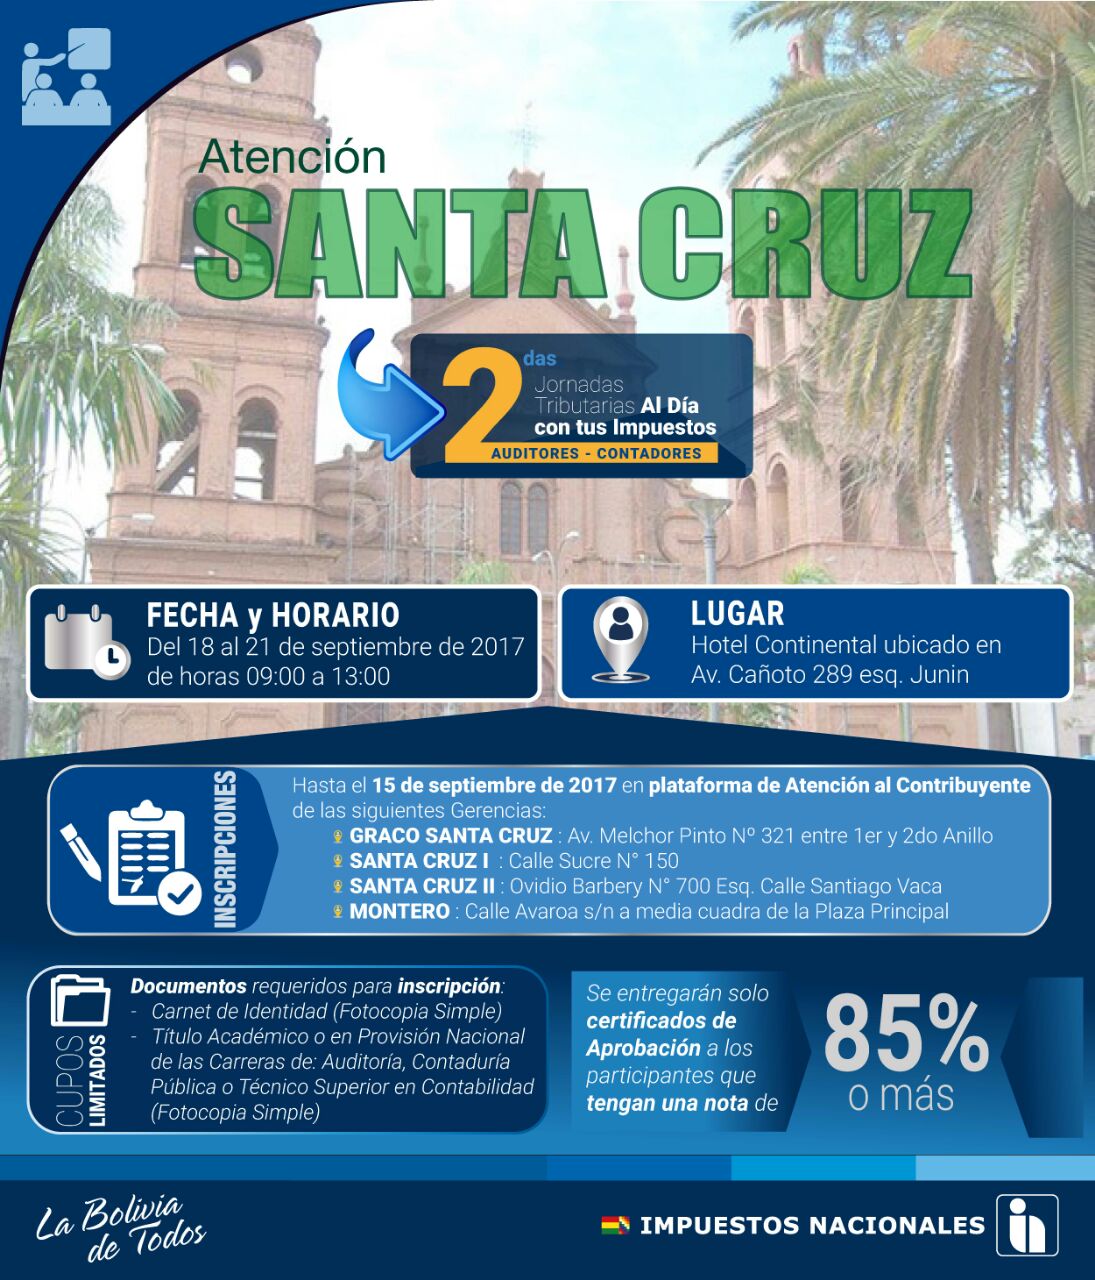 Atención
SANTA CRUZ
2das
Jornadas
Tributarias Al Día
con tus Impuestos
AUDITORES - CONTADORES
FECHA y HORARIO
Del 18 al 21 de septiembre de 2017
de horas 09:00 a 13:00
LUGAR
Hotel Continental ubicado en
Av. Cañoto 289 esq. Junin
INSCRIPCIONES
Hasta el 15 de septiembre de 2017 en plataforma de Atención al Contribuyente
de las siguientes Gerencias:
GRACO SANTA CRUZ : Av. Melchor Pinto Nº 321 entre 1er y 2do Anillo
SANTA CRUZ I : Calle Sucre N° 150
SANTA CRUZ II : Ovidio Barbery N° 700 Esq. Calle Santiago Vaca
MONTERO : Calle Avaroa s/n a media cuadra de la Plaza Principal
CUPOS
LIMITADOS
Documentos requeridos para inscripción:
- Carnet de Identidad (Fotocopia Simple)
- Título Académico o en Provisión Nacional
de las Carreras de: Auditoría, Contaduría
Pública o Técnico Superior en Contabilidad
(Fotocopia Simple)
Se entregarán solo
certificados de
Aprobación a los
participantes que
tengan una nota de
85%
o más
La Bolivia
de Todos
IMPUESTOS NACIONALES